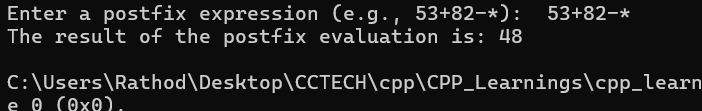 Enter a postfix expression (e.g., 53+82-*):  53+82-*
The result of the postfix evaluation is: 48
C:\Users\Rathod\Desktop\CCTECH\cpp\CPP_Learnings\cpp_learn
e 0 (0x0).